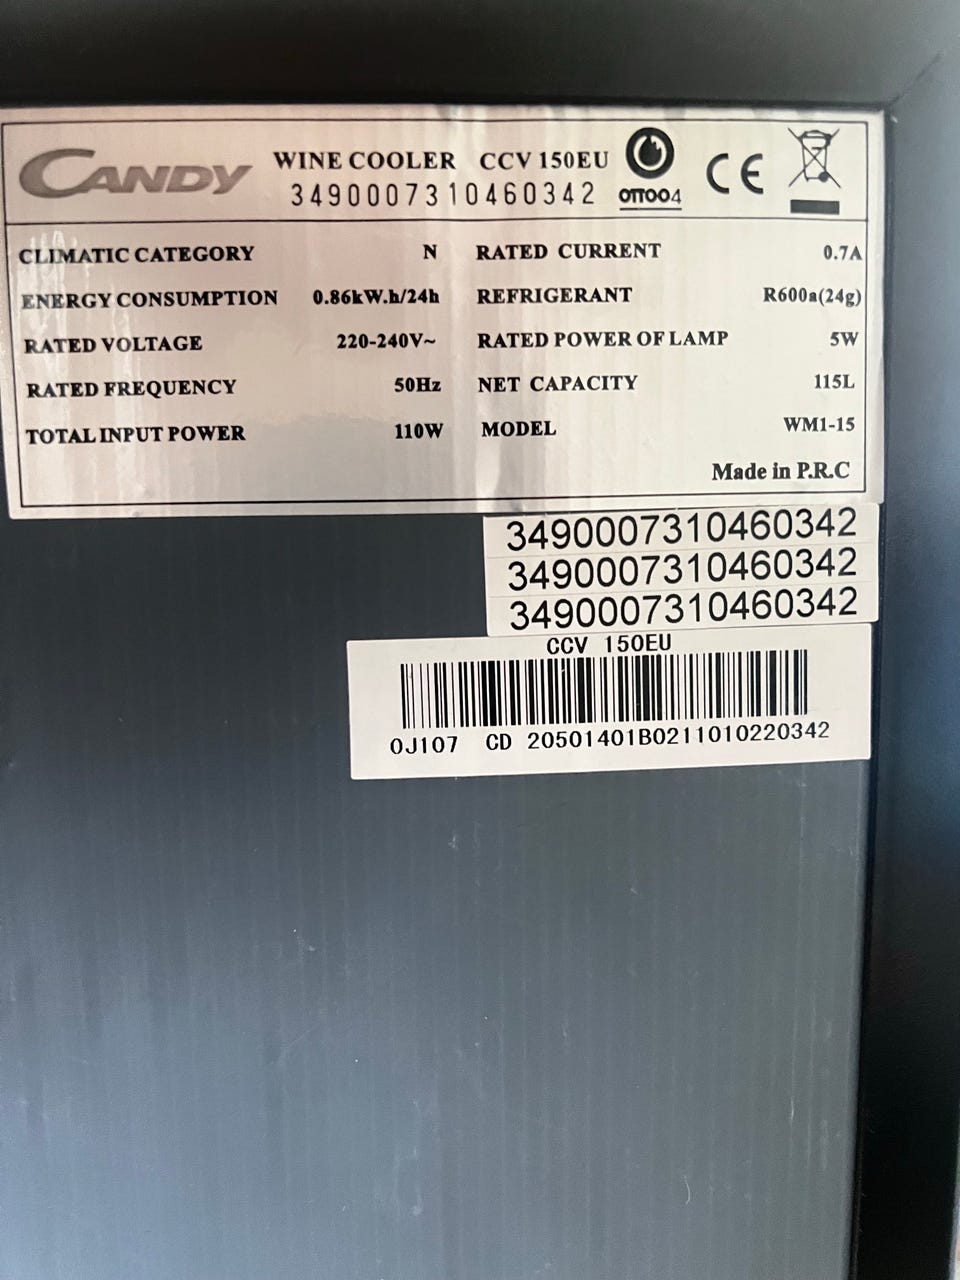 CANDY WINE COOLER CCV 150EU OTTOO4 CE
3490007310460342
CLIMATIC CATEGORY N RATED CURRENT 0.7A
ENERGY CONSUMPTION 0.86kW.h/24h REFRIGERANT R600a(24g)
RATED VOLTAGE 220-240V~ RATED POWER OF LAMP 5W
RATED FREQUENCY 50Hz NET CAPACITY 115L
TOTAL INPUT POWER 110W MODEL WM1-15
Made in P.R.C
3490007310460342
3490007310460342
3490007310460342
CCV 150EU
0J107 CD 20501401B0211010220342